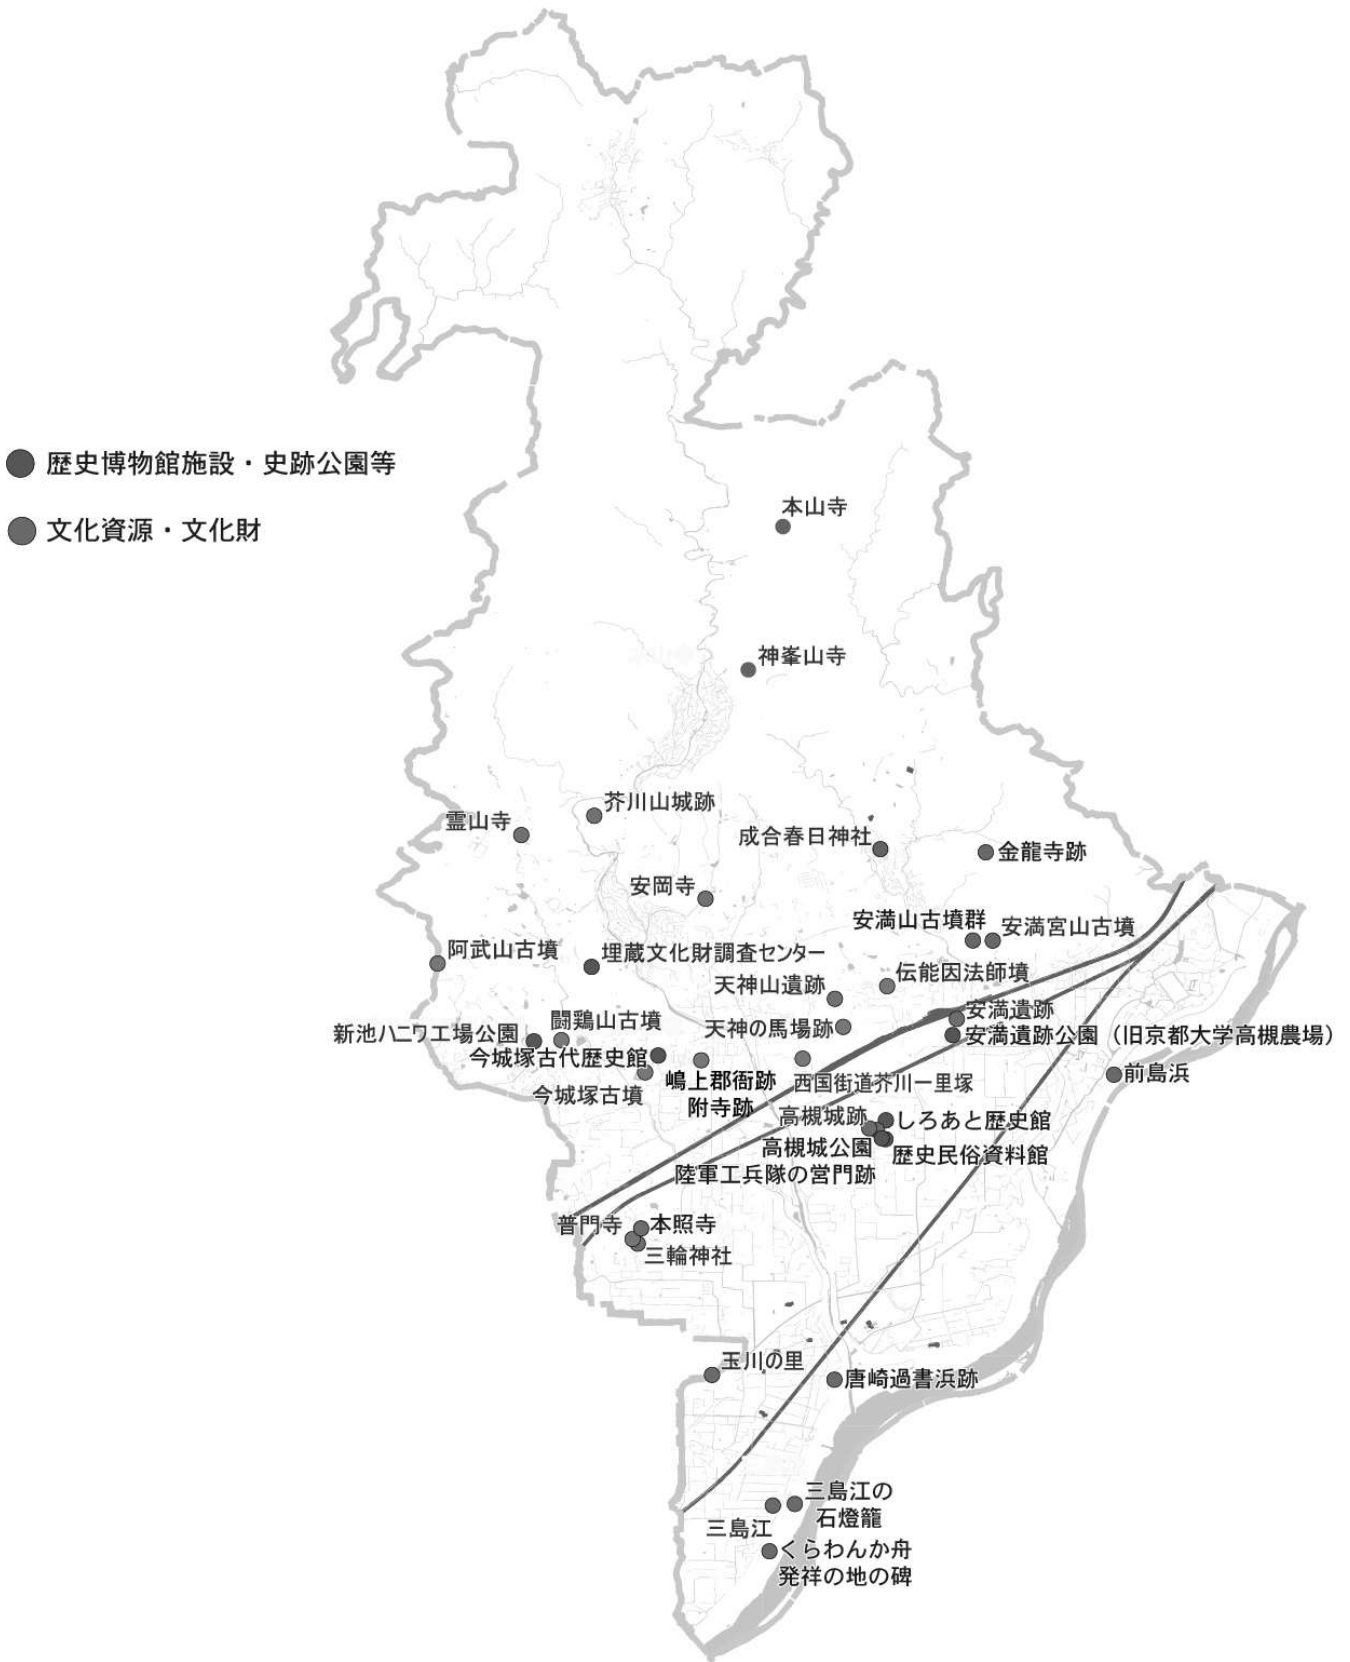 歴史博物館施設・史跡公園等
文化資源・文化財
本山寺
神峯山寺
芥川山城跡
霊山寺
成合春日神社
金龍寺跡
安岡寺
安満山古墳群
安満宮山古墳
阿武山古墳
埋蔵文化財調査センター
伝能因法師墳
天神山遺跡
安満遺跡
闘鶏山古墳
天神の馬場跡
新池ハニワ工場公園
安満遺跡公園（旧京都大学高槻農場）
今城塚古代歴史館
嶋上郡衙跡
附寺跡
西国街道芥川一里塚
前島浜
今城塚古墳
高槻城跡
しろあと歴史館
高槻城公園
歴史民俗資料館
陸軍工兵隊の営門跡
普門寺
本照寺
三輪神社
玉川の里
唐崎過書浜跡
三島江の
石燈籠
三島江
くらわんか舟
発祥の地の碑